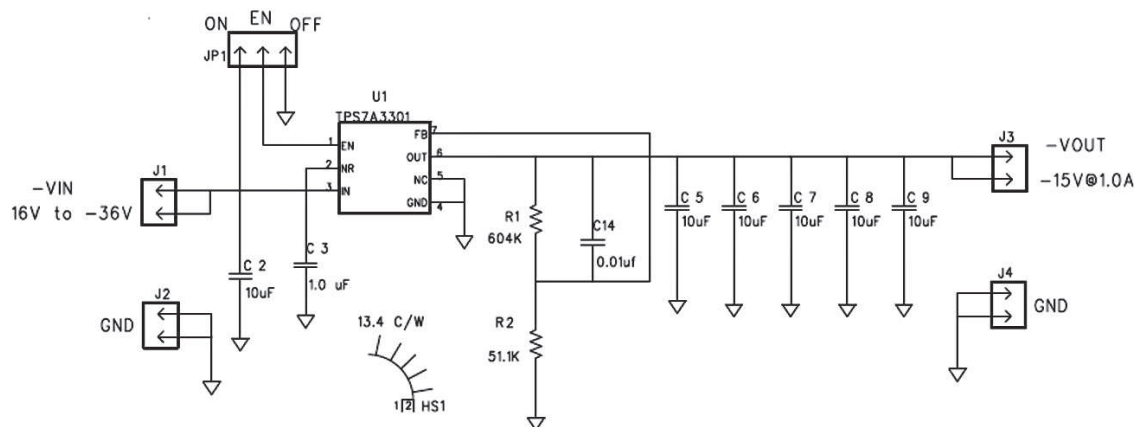 ON EN OFF
JP1
U1
TPS7A3301
1 EN
2 NR
3 IN
FB 7
OUT 6
NC 5
GND 4
J1
-VIN
16V to -36V
J2
GND
C 2
10uF
C 3
1.0 uF
13.4 C/W
1 2 HS1
R1
604K
C14
0.01uf
R2
51.1K
C 5
10uF
C 6
10uF
C 7
10uF
C 8
10uF
C 9
10uF
J3
-VOUT
-15V@1.0A
J4
GND